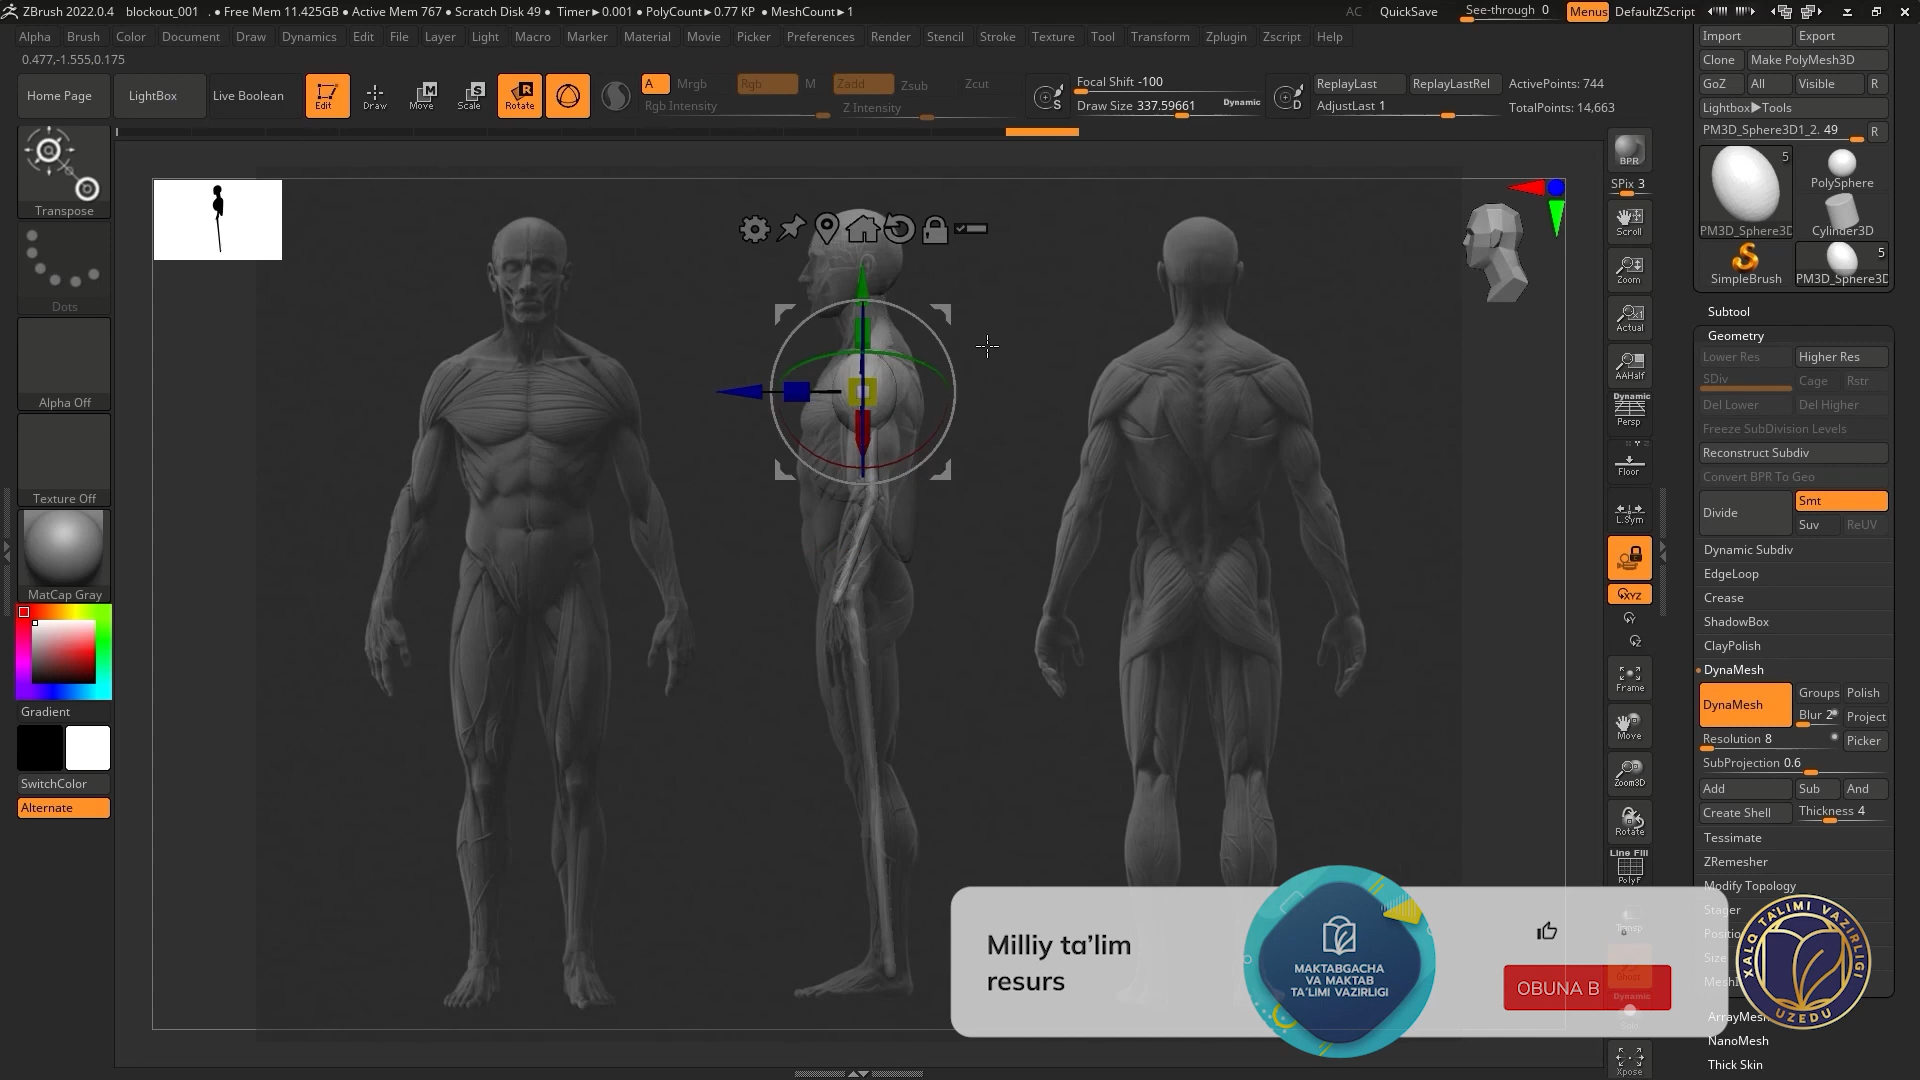 ZBrush 2022.0.4 blockout_001 . • Free Mem 11.425GB • Active Mem 767 • Scratch Disk 49 • Timer►0.001 • PolyCount►0.77 KP • MeshCount►1 AC QuickSave See-through 0 Menus DefaultZScript
Alpha Brush Color Document Draw Dynamics Edit File Layer Light Macro Marker Material Movie Picker Preferences Render Stencil Stroke Texture Tool Transform Zplugin Zscript Help
0.477,-1.555,0.175
Home Page LightBox Live Boolean Edit Draw Move Scale Rotate
A Mrgb Rgb M Zadd Zsub Zcut
Rgb Intensity Z Intensity
Focal Shift -100
Draw Size 337.59661 Dynamic
ReplayLast ReplayLastRel ActivePoints: 744
AdjustLast 1 TotalPoints: 14,663
Transpose
Dots
Alpha Off
Texture Off
MatCap Gray
Gradient
SwitchColor
Alternate
BPR
SPix 3
Scroll
Zoom
Actual
AAHalf
Dynamic
Persp
Floor
L.Sym
XYZ
Frame
Move
Zoom3D
Rotate
Line Fill
PolyF
Transp
Ghost
Dynamic
Solo
Xpose
Import Export
Clone Make PolyMesh3D
GoZ All Visible R
Lightbox►Tools
PM3D_Sphere3D1_2. 49 R
5
PolySphere
PM3D_Sphere3D Cylinder3D
5
SimpleBrush PM3D_Sphere3D
Subtool
Geometry
Lower Res Higher Res
SDiv Cage Rstr
Del Lower Del Higher
Freeze SubDivision Levels
Reconstruct Subdiv
Convert BPR To Geo
Divide Smt
Suv ReUV
Dynamic Subdiv
EdgeLoop
Crease
ShadowBox
ClayPolish
DynaMesh
DynaMesh Groups Polish
Blur 2 Project
Resolution 8 Picker
SubProjection 0.6
Add Sub And
Create Shell Thickness 4
Tessimate
ZRemesher
Modify Topology
Stager
Positio
Size
Mesh
ArrayMesh
NanoMesh
Thick Skin
Milliy ta’lim
resurs
MAKTABGACHA
VA MAKTAB
TA’LIMI VAZIRLIGI
OBUNA B
XALQ TA'LIMI VAZIRLIGI
UZEDU